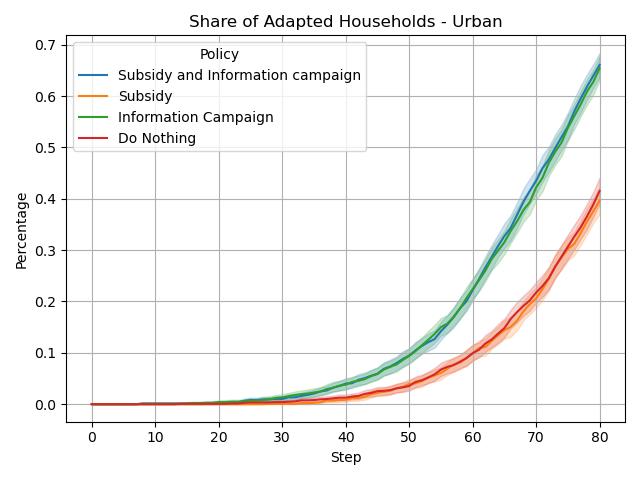 Share of Adapted Households - Urban
Policy
Subsidy and Information campaign
Subsidy
Information Campaign
Do Nothing
Percentage
0.7
0.6
0.5
0.4
0.3
0.2
0.1
0.0
0 10 20 30 40 50 60 70 80
Step